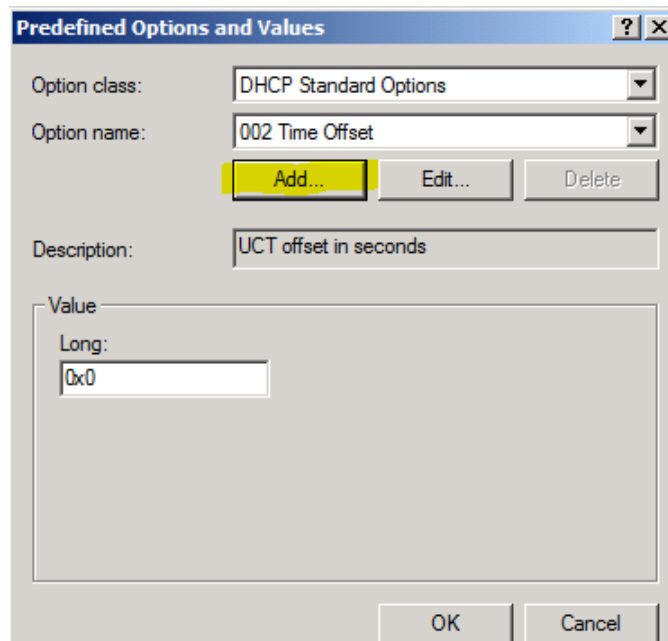 Predefined Options and Values
Option class: DHCP Standard Options
Option name: 002 Time Offset
Add... Edit... Delete
Description: UCT offset in seconds
Value
Long:
0x0
OK Cancel